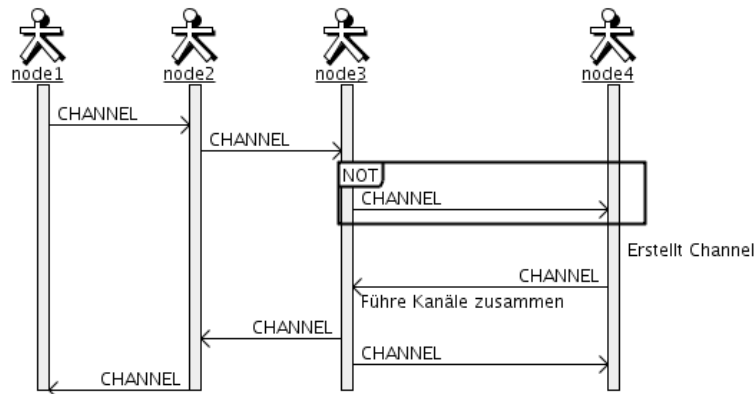 node1 node2 node3 node4
CHANNEL
CHANNEL
NOT
CHANNEL
Erstellt Channel
CHANNEL
Führe Kanäle zusammen
CHANNEL
CHANNEL
CHANNEL